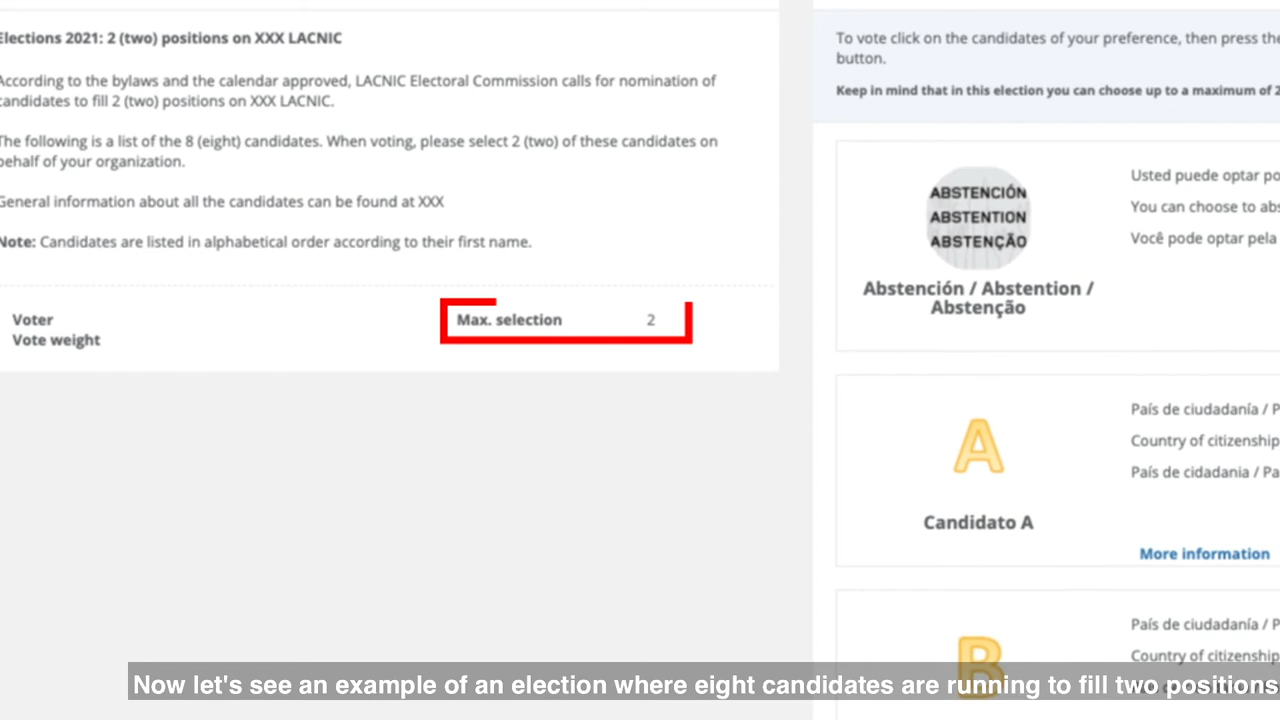 Elections 2021: 2 (two) positions on XXX LACNIC
According to the bylaws and the calendar approved, LACNIC Electoral Commission calls for nomination of
candidates to fill 2 (two) positions on XXX LACNIC.
The following is a list of the 8 (eight) candidates. When voting, please select 2 (two) of these candidates on
behalf of your organization.
General information about all the candidates can be found at XXX
Note: Candidates are listed in alphabetical order according to their first name.
Voter
Vote weight
Max. selection 2
To vote click on the candidates of your preference, then press the
button.
Keep in mind that in this election you can choose up to a maximum of 2
ABSTENCIÓN
ABSTENTION
ABSTENÇÃO
Abstención / Abstention /
Abstenção
Usted puede optar po
You can choose to abs
Você pode optar pela
A
Candidato A
País de ciudadanía / P
Country of citizenship
País de cidadania / Pa
More information
B
País de ciudadanía / P
Country of citizenship
Now let's see an example of an election where eight candidates are running to fill two positions